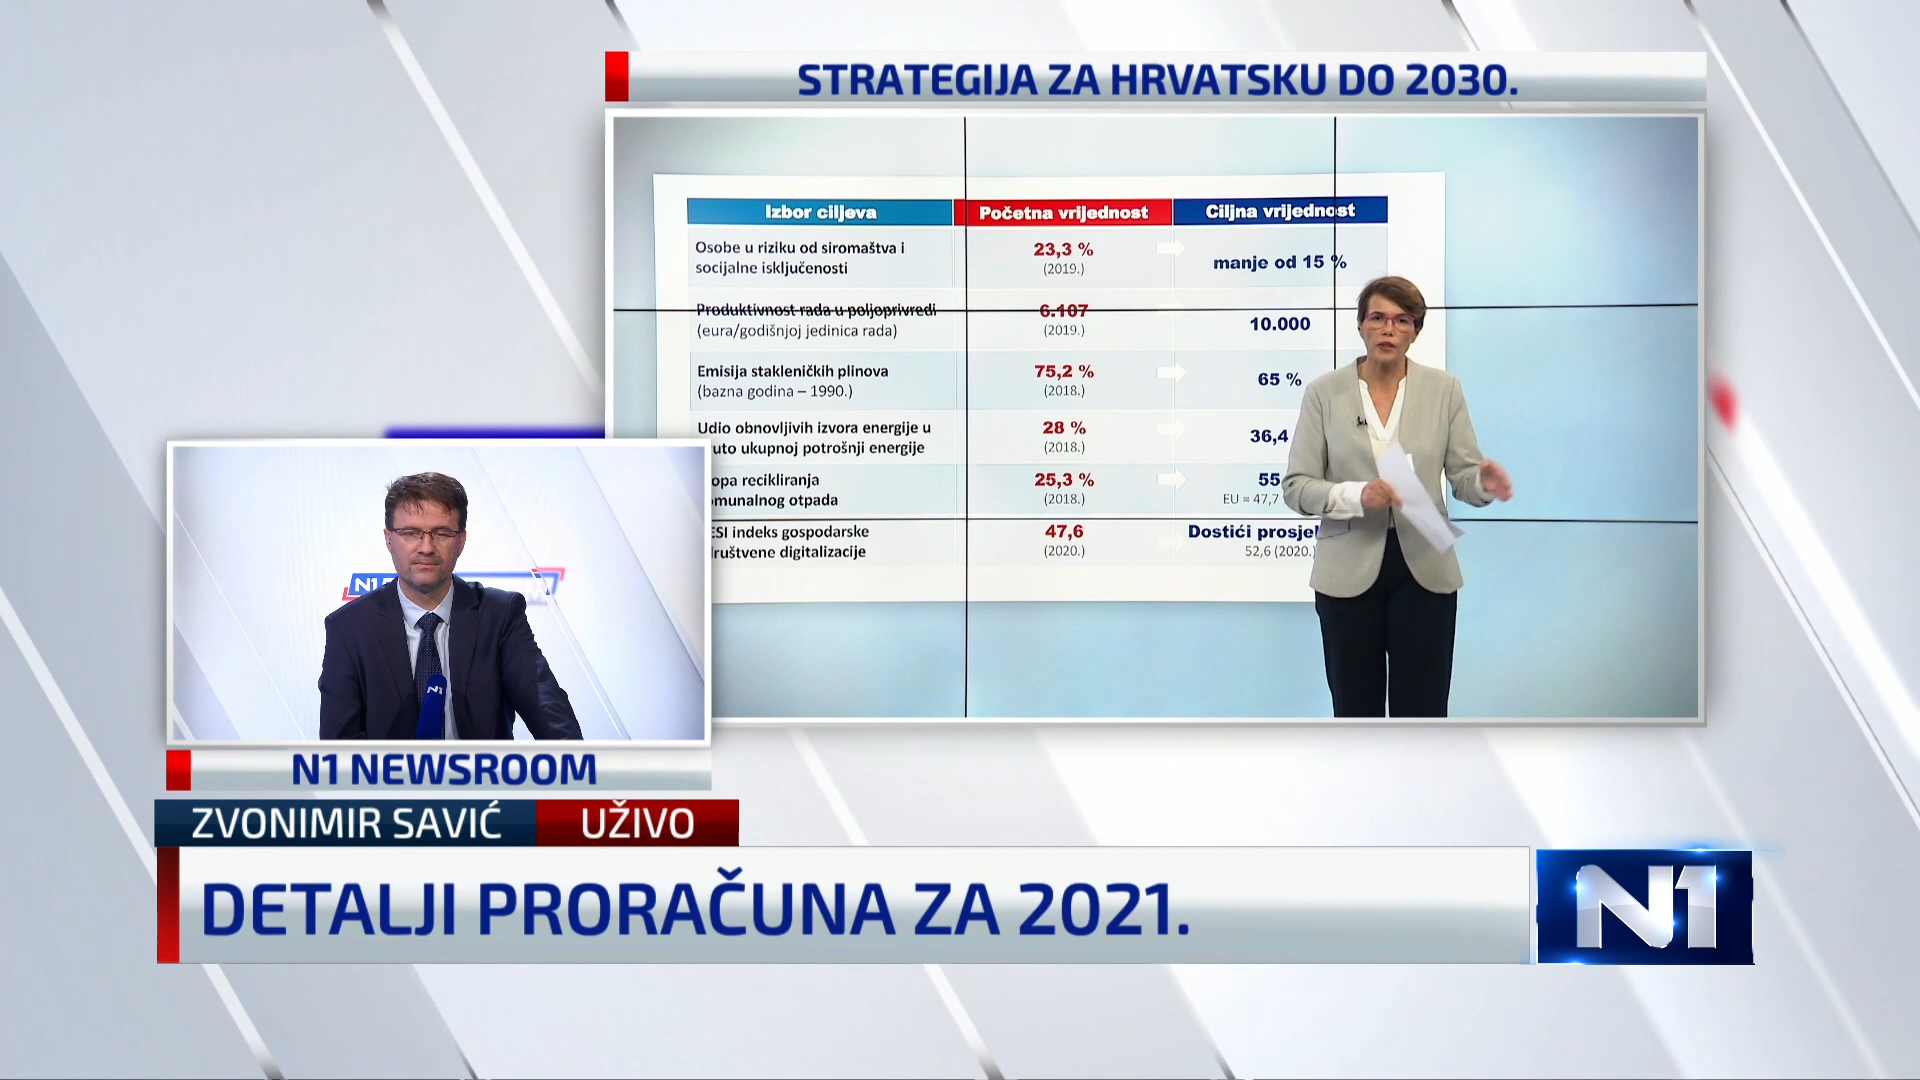 STRATEGIJA ZA HRVATSKU DO 2030.
Izbor ciljeva
Početna vrijednost
Ciljna vrijednost
Osobe u riziku od siromaštva i
socijalne isključenosti
23,3 %
(2019.)
manje od 15 %
Produktivnost rada u poljoprivredi
(eura/godišnjoj jedinica rada)
6.107
(2019.)
10.000
Emisija stakleničkih plinova
(bazna godina – 1990.)
75,2 %
(2018.)
65 %
Udio obnovljivih izvora energije u
uto ukupnoj potrošnji energije
28 %
(2018.)
36,4
opa recikliranja
munalnog otpada
25,3 %
(2018.)
55
EU = 47,7
ESI indeks gospodarske
društvene digitalizacije
47,6
(2020.)
Dostići prosje
52,6 (2020.)
N1
N1
N1 NEWSROOM
ZVONIMIR SAVIĆ
UŽIVO
DETALJI PRORAČUNA ZA 2021.
N1